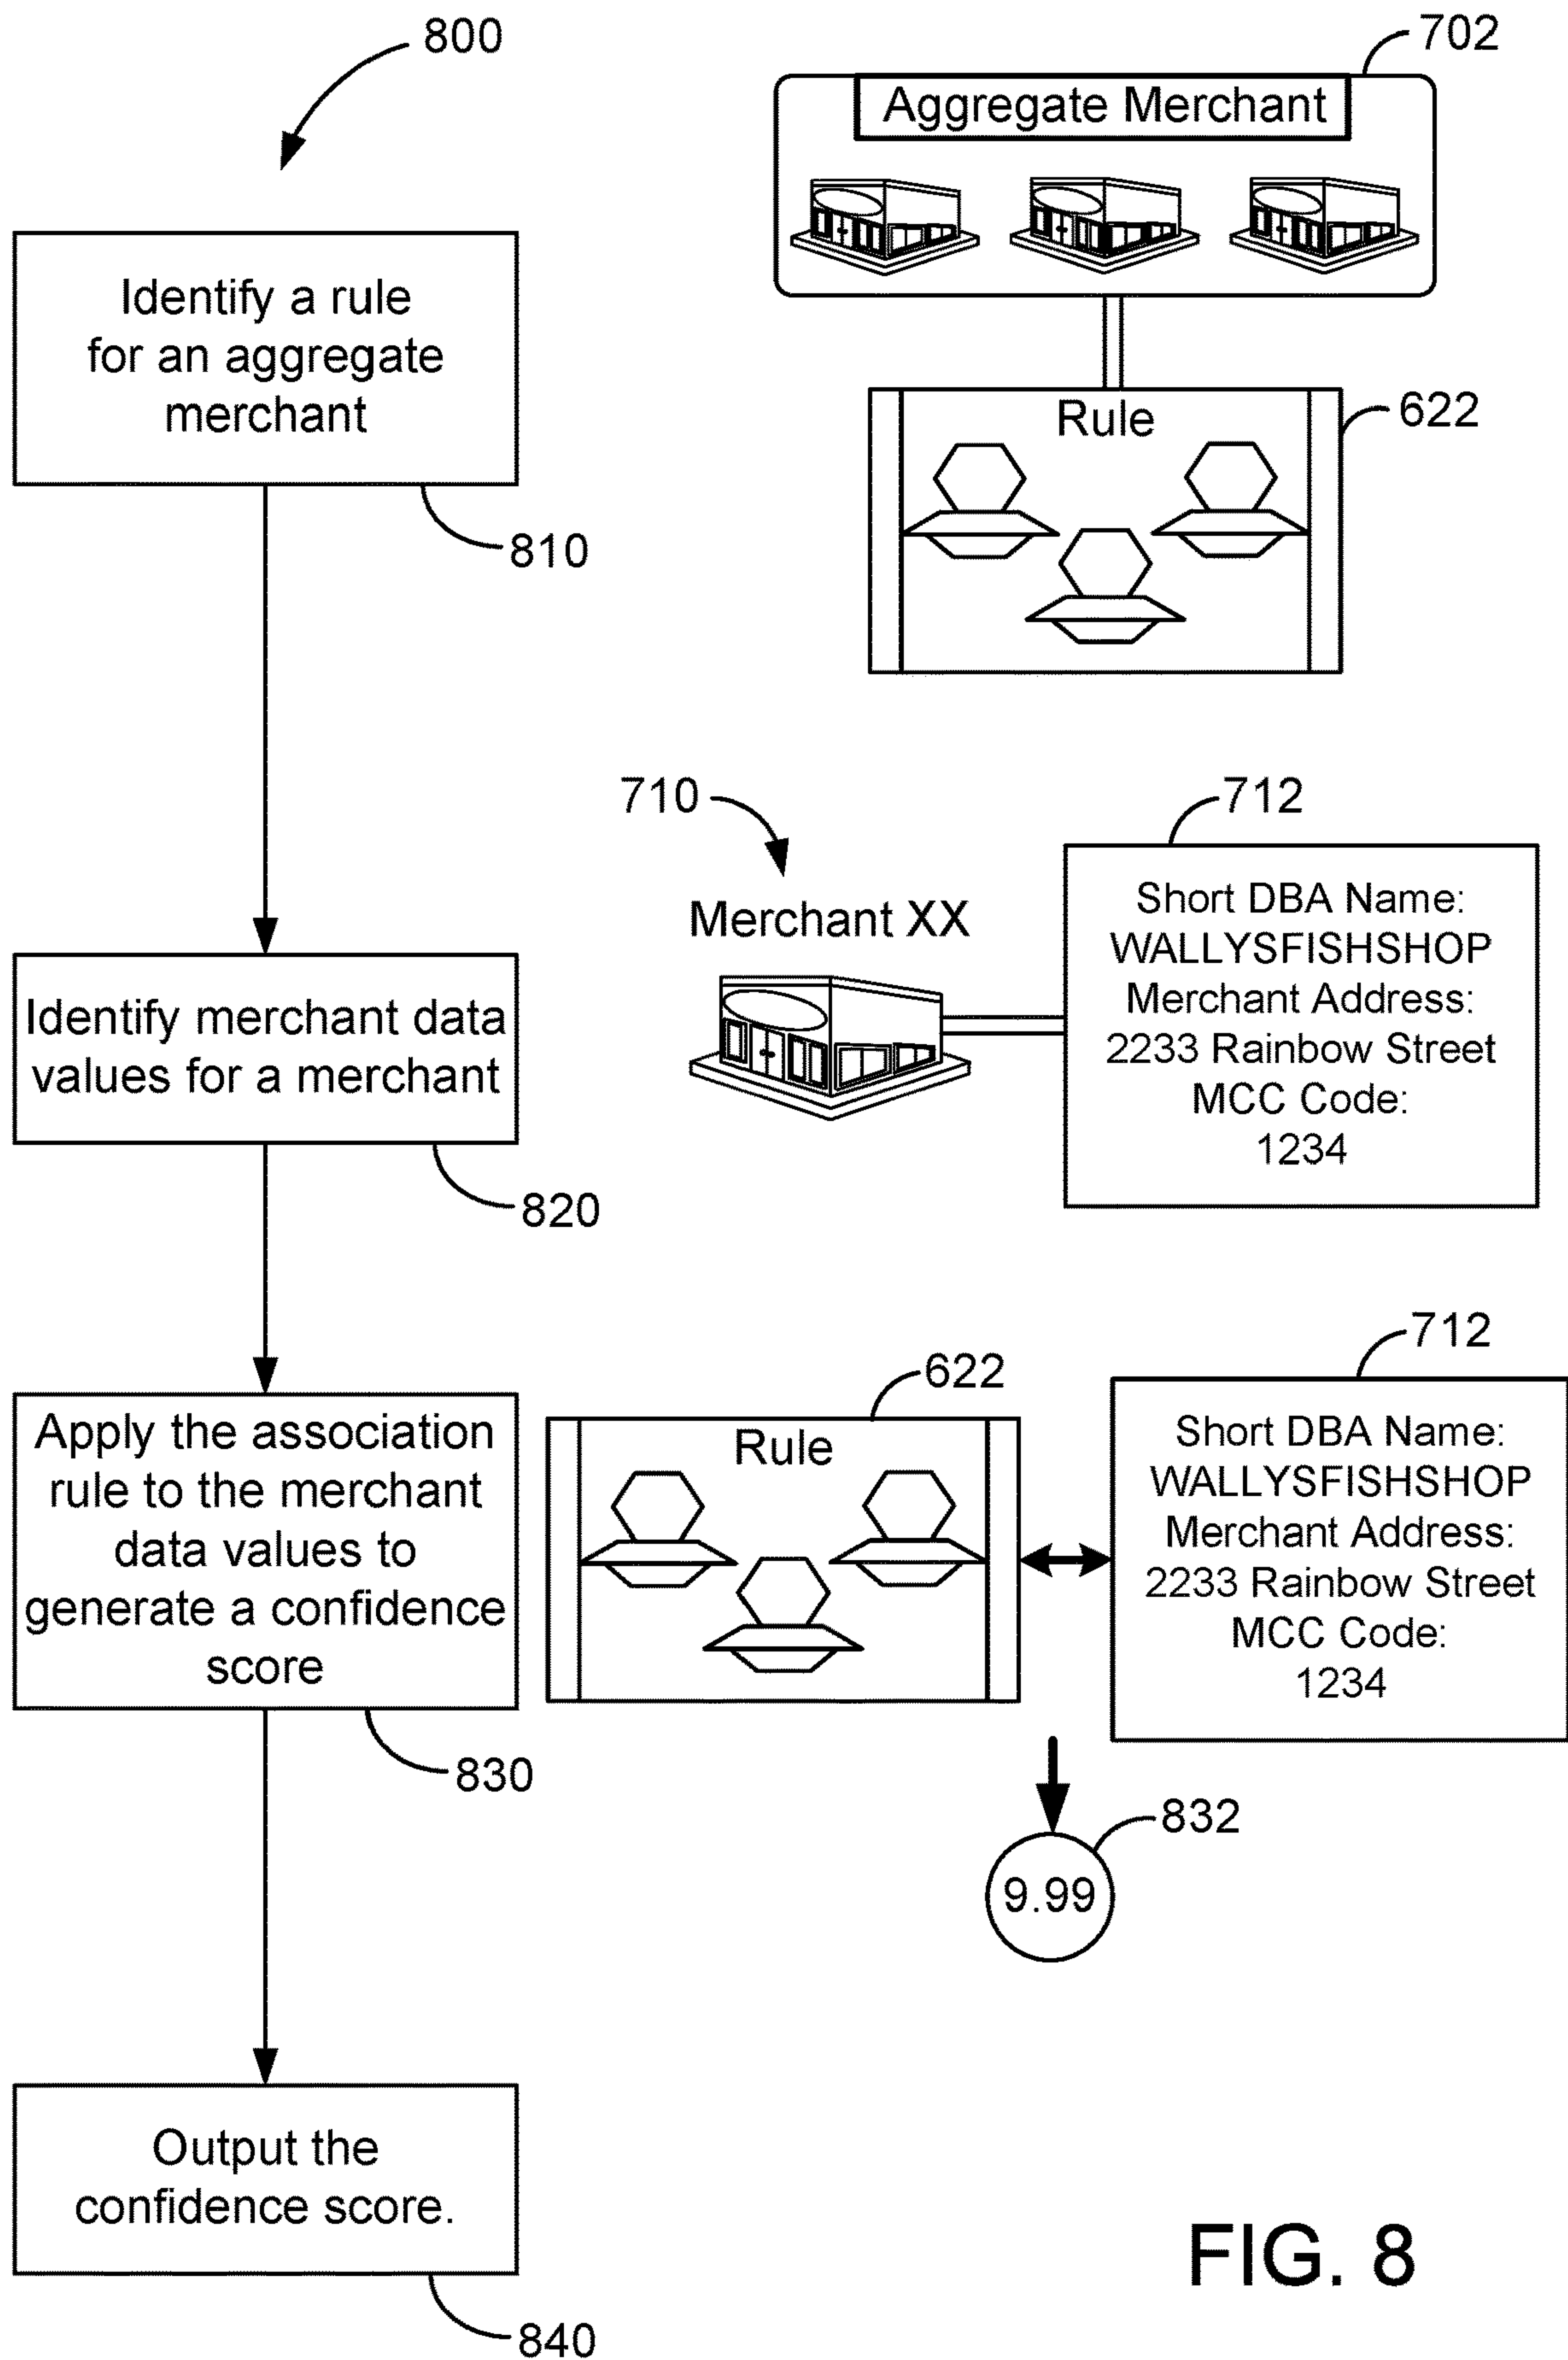 800
702
Aggregate Merchant
Identify a rule
for an aggregate
merchant
810
Rule
622
710
Merchant XX
712
Short DBA Name:
WALLYSFISHSHOP
Merchant Address:
2233 Rainbow Street
MCC Code:
1234
Identify merchant data
values for a merchant
820
Apply the association
rule to the merchant
data values to
generate a confidence
score
830
622
Rule
712
Short DBA Name:
WALLYSFISHSHOP
Merchant Address:
2233 Rainbow Street
MCC Code:
1234
832
9.99
Output the
confidence score.
840
FIG. 8